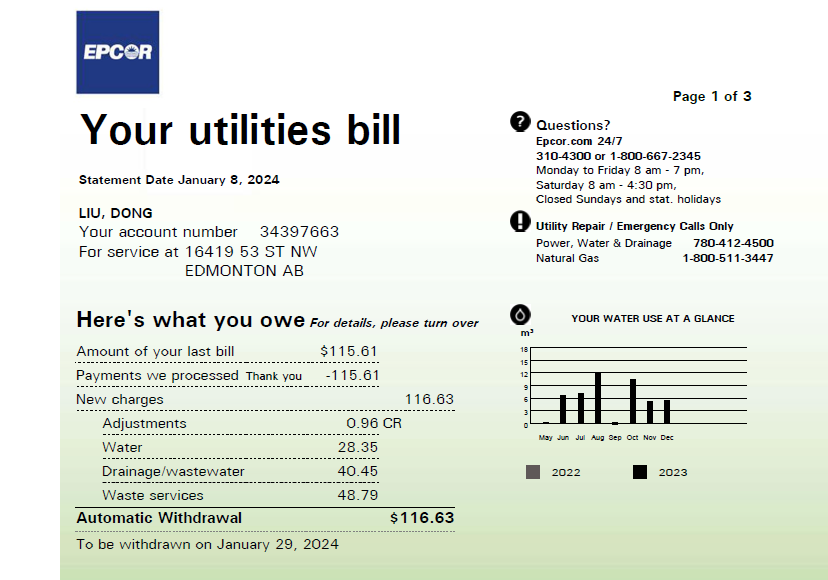 EPCOR
Page 1 of 3
Your utilities bill
Statement Date January 8, 2024
LIU, DONG
Your account number 34397663
For service at 16419 53 ST NW
EDMONTON AB
? Questions?
Epcor.com 24/7
310-4300 or 1-800-667-2345
Monday to Friday 8 am - 7 pm,
Saturday 8 am - 4:30 pm,
Closed Sundays and stat. holidays
! Utility Repair / Emergency Calls Only
Power, Water & Drainage 780-412-4500
Natural Gas 1-800-511-3447
Here's what you owe For details, please turn over
Amount of your last bill $115.61
Payments we processed Thank you -115.61
New charges 116.63
Adjustments 0.96 CR
Water 28.35
Drainage/wastewater 40.45
Waste services 48.79
Automatic Withdrawal $116.63
To be withdrawn on January 29, 2024
YOUR WATER USE AT A GLANCE
m³
18
15
12
9
6
3
0
May Jun Jul Aug Sep Oct Nov Dec
2022 2023